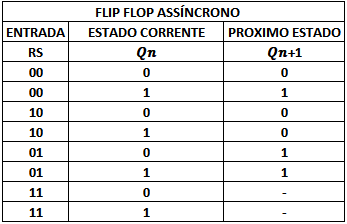 FLIP FLOP ASSÍNCRONO
ENTRADA ESTADO CORRENTE PROXIMO ESTADO
RS Qn Qn+1
00 0 0
00 1 1
10 0 0
10 1 0
01 0 1
01 1 1
11 0 -
11 1 -